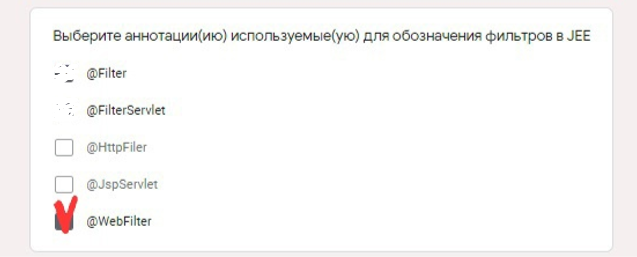 Выберите аннотации(ию) используемые(ую) для обозначения фильтров в JEE
@Filter
@FilterServlet
@HttpFiler
@JspServlet
@WebFilter